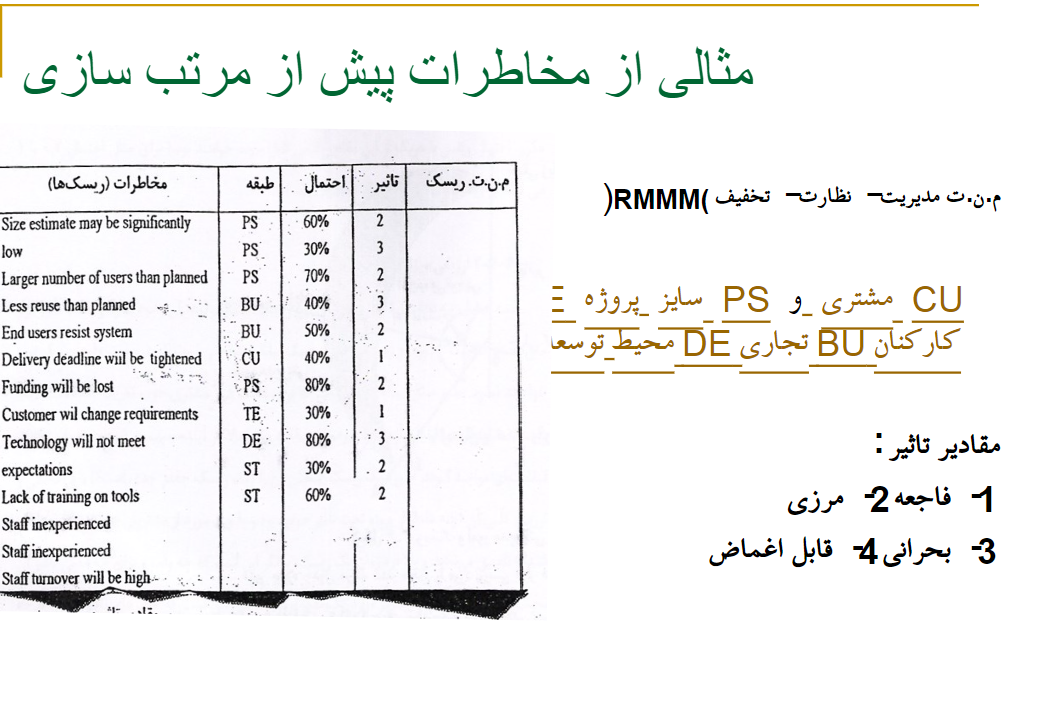 مثالی از مخاطرات پیش از مرتب سازی
م.ن.ت مدیریت¬ نظارت¬ تخفیف )RMMM(
CU مشتری و PS سایز پروژه E
کارکنان BU تجاری DE محیط توسعه
مقادیر تاثیر :
1- فاجعه 2- مرزی
3- بحرانی 4- قابل اغماض
مخاطرات (ریسک‌ها) طبقه احتمال تاثیر م.ن.ت. ریسک
Size estimate may be significantly PS 60% 2
low PS 30% 3
Larger number of users than planned PS 70% 2
Less reuse than planned BU 40% 3
End users resist system BU 50% 2
Delivery deadline wiil be tightened CU 40% 1
Funding will be lost PS 80% 2
Customer wil change requirements TE 30% 1
Technology will not meet DE 80% 3
expectations ST 30% 2
Lack of training on tools ST 60% 2
Staff inexperienced
Staff inexperienced
Staff turnover will be high